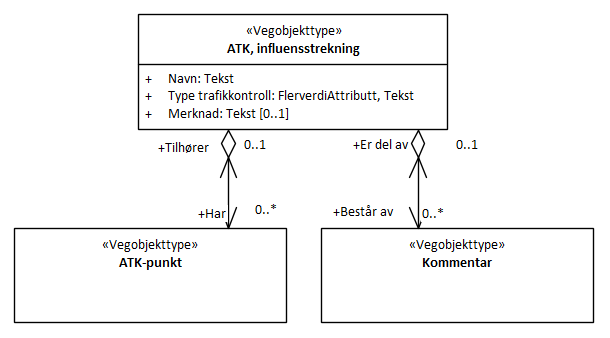 «Vegobjekttype»
ATK, influensstrekning
+ Navn: Tekst
+ Type trafikkontroll: FlerverdiAttributt, Tekst
+ Merknad: Tekst [0..1]
+Tilhører 0..1 +Er del av 0..1
+Har 0..* +Består av 0..*
«Vegobjekttype»
ATK-punkt
«Vegobjekttype»
Kommentar